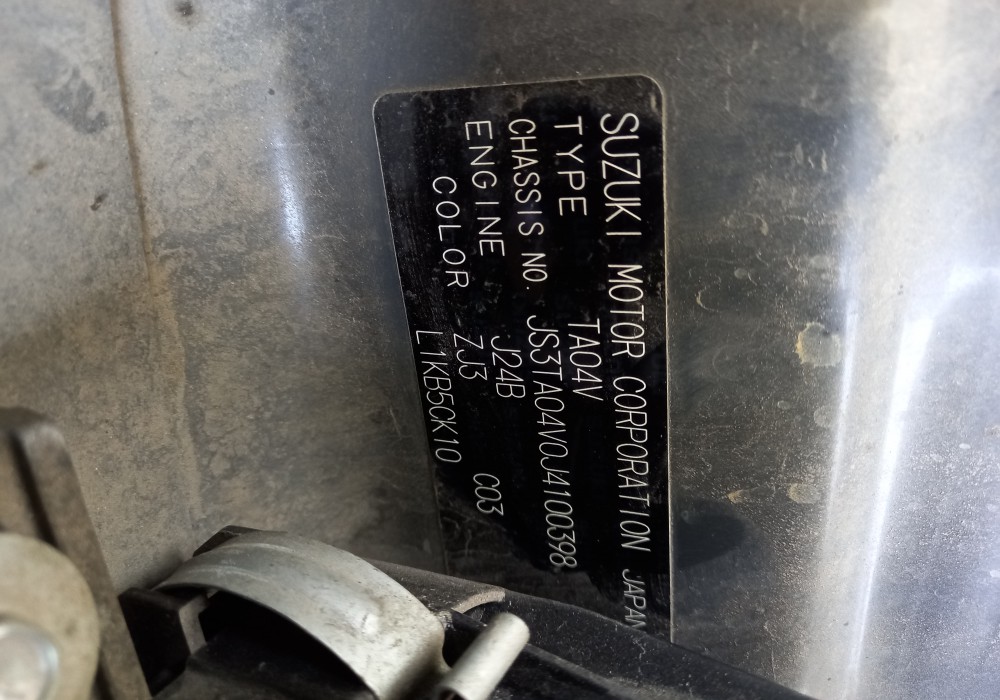 SUZUKI MOTOR CORPORATION JAPAN
TYPE TA04V
CHASSIS NO. JS3TA04V0J4100398
ENGINE J24B
COLOR ZJ3 C03
L1KB5CK10